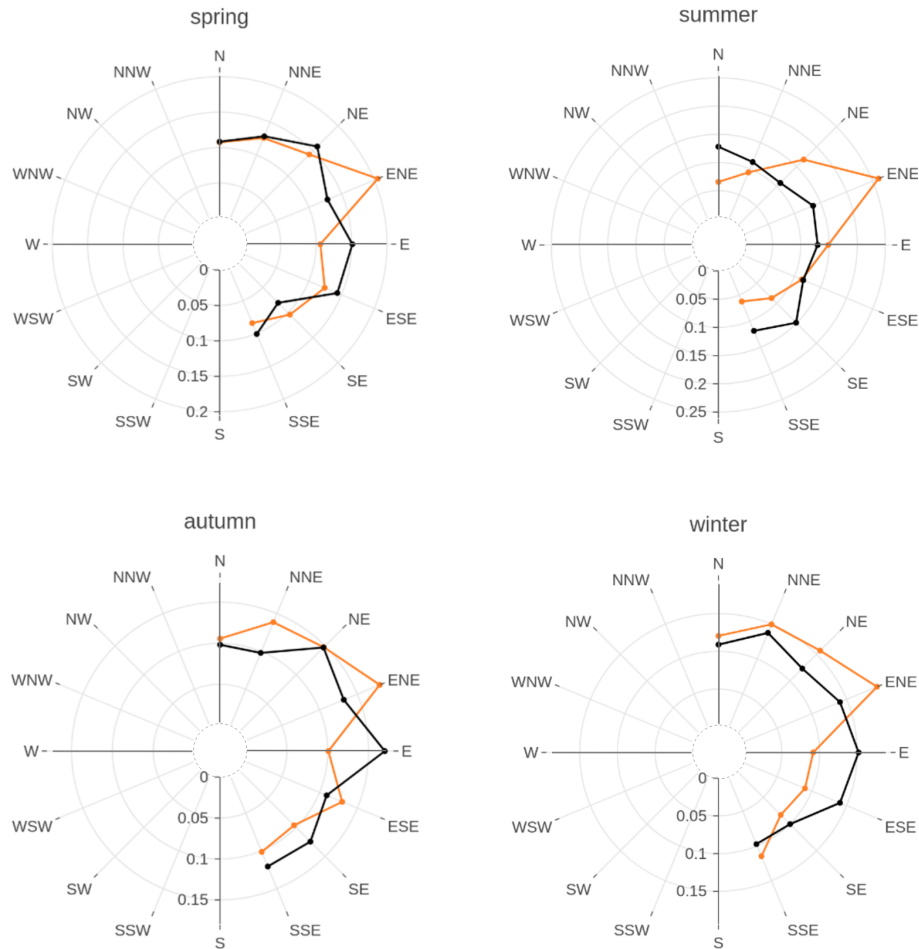 spring
N
NNW
NNE
NW
NE
WNW
ENE
W
E
0
WSW
0.05
ESE
0.1
SW
0.15
SE
0.2
SSW
SSE
S
summer
N
NNW
NNE
NW
NE
WNW
ENE
W
E
0
0.05
WSW
ESE
0.1
0.15
SW
SE
0.2
0.25
SSW
SSE
S
autumn
N
NNW
NNE
NW
NE
WNW
ENE
W
E
0
WSW
0.05
ESE
0.1
SW
SE
0.15
SSW
SSE
S
winter
N
NNW
NNE
NW
NE
WNW
ENE
W
E
0
WSW
0.05
ESE
0.1
SW
SE
0.15
SSW
SSE
S